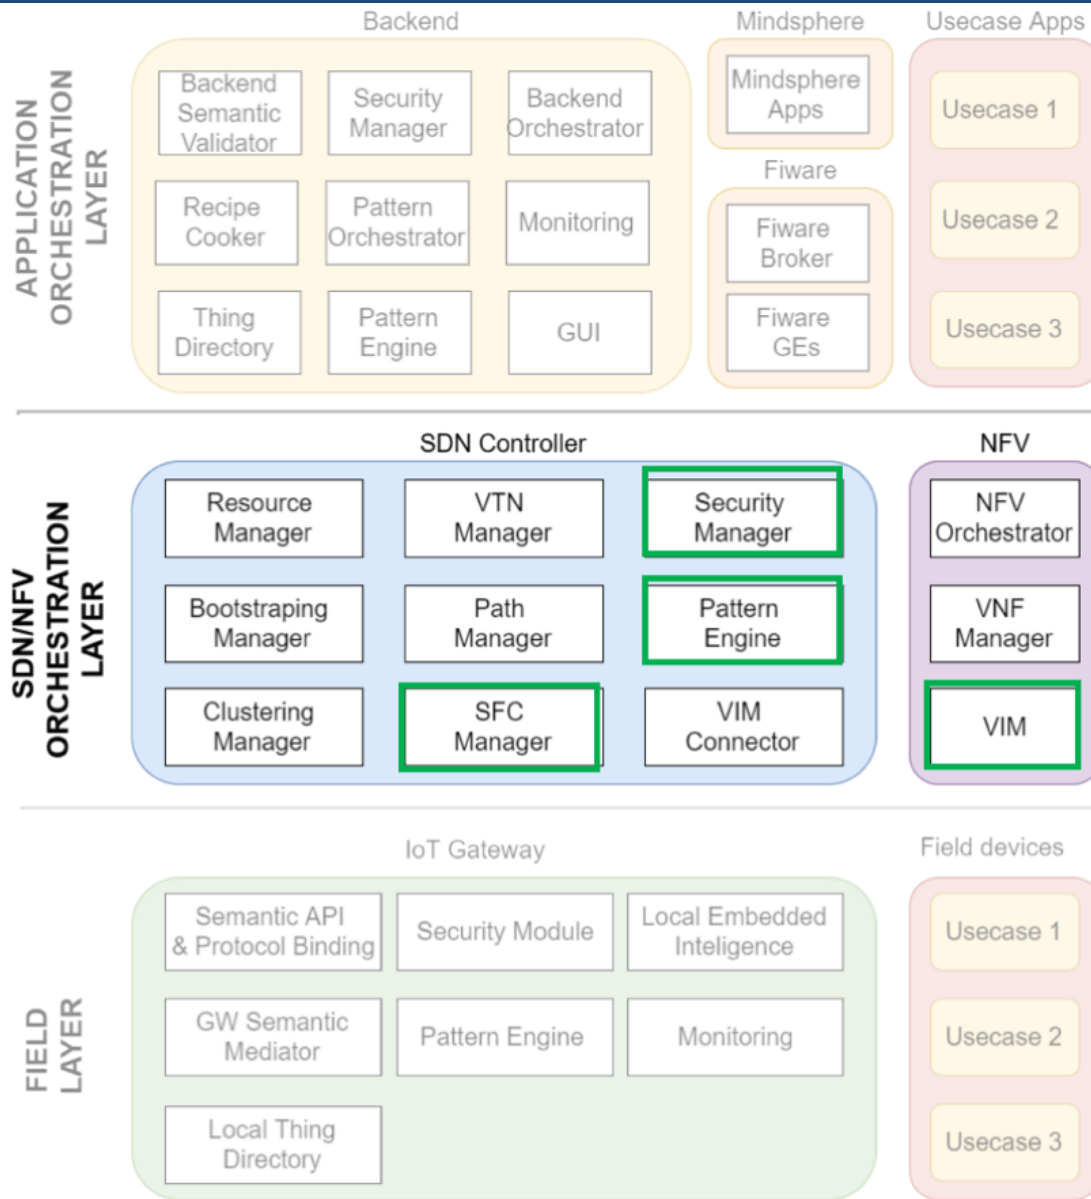 Backend
Mindsphere
Usecase Apps
APPLICATION
ORCHESTRATION
LAYER
Backend
Semantic
Validator
Security
Manager
Backend
Orchestrator
Mindsphere
Apps
Usecase 1
Fiware
Recipe
Cooker
Pattern
Orchestrator
Monitoring
Fiware
Broker
Usecase 2
Thing
Directory
Pattern
Engine
GUI
Fiware
GEs
Usecase 3
SDN Controller
NFV
SDN/NFV
ORCHESTRATION
LAYER
Resource
Manager
VTN
Manager
Security
Manager
NFV
Orchestrator
Bootstraping
Manager
Path
Manager
Pattern
Engine
VNF
Manager
Clustering
Manager
SFC
Manager
VIM
Connector
VIM
IoT Gateway
Field devices
FIELD
LAYER
Semantic API
& Protocol Binding
Security Module
Local Embedded
Inteligence
Usecase 1
GW Semantic
Mediator
Pattern Engine
Monitoring
Usecase 2
Local Thing
Directory
Usecase 3